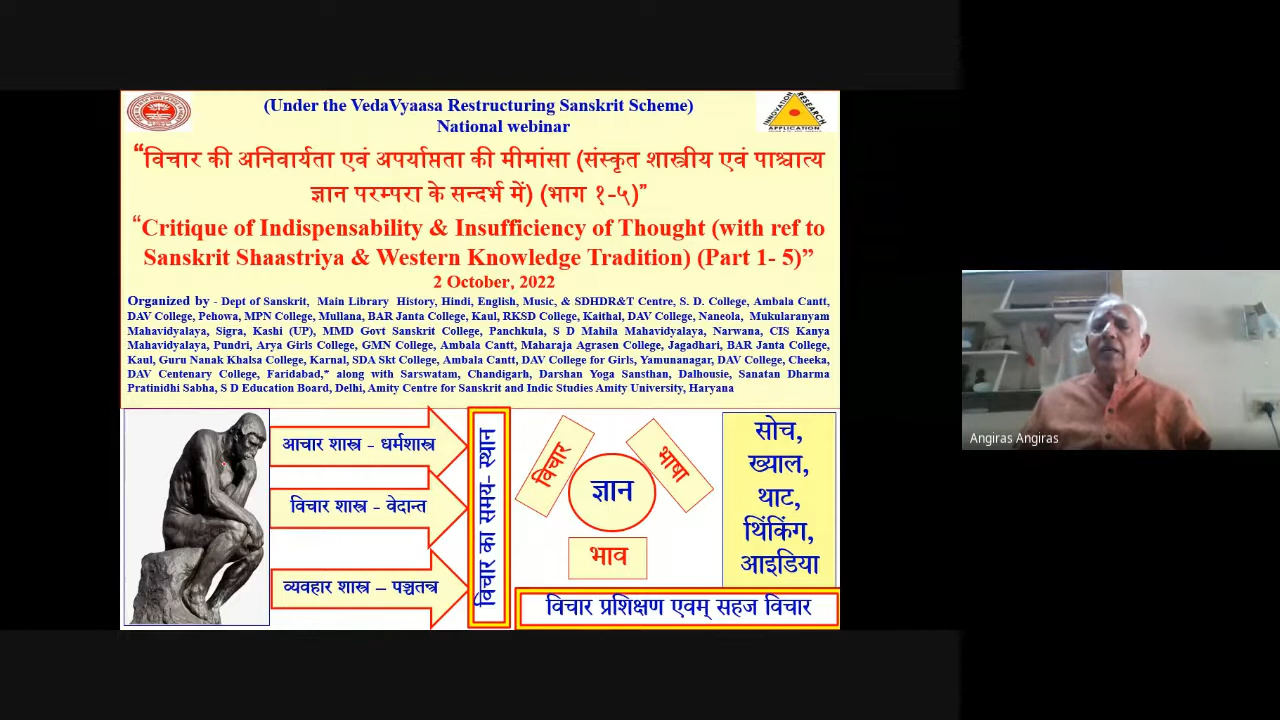 (Under the VedaVyaasa Restructuring Sanskrit Scheme)
National webinar
INNOVATION RESEARCH
APPLICATION
“विचार की अनिवार्यता एवं अपर्याप्तता की मीमांसा (संस्कृत शास्त्रीय एवं पाश्चात्य
ज्ञान परम्परा के सन्दर्भ में) (भाग १-५)”
“Critique of Indispensability & Insufficiency of Thought (with ref to
Sanskrit Shaastriya & Western Knowledge Tradition) (Part 1- 5)”
2 October, 2022
Organized by - Dept of Sanskrit, Main Library History, Hindi, English, Music, & SDHDR&T Centre, S. D. College, Ambala Cantt,
DAV College, Pehowa, MPN College, Mullana, BAR Janta College, Kaul, RKSD College, Kaithal, DAV College, Naneola, Mukularanyam
Mahavidyalaya, Sigra, Kashi (UP), MMD Govt Sanskrit College, Panchkula, S D Mahila Mahavidyalaya, Narwana, CIS Kanya
Mahavidyalaya, Pundri, Arya Girls College, GMN College, Ambala Cantt, Maharaja Agrasen College, Jagadhari, BAR Janta College,
Kaul, Guru Nanak Khalsa College, Karnal, SDA Skt College, Ambala Cantt, DAV College for Girls, Yamunanagar, DAV College, Cheeka,
DAV Centenary College, Faridabad,* along with Sarswatam, Chandigarh, Darshan Yoga Sansthan, Dalhousie, Sanatan Dharma
Pratinidhi Sabha, S D Education Board, Delhi, Amity Centre for Sanskrit and Indic Studies Amity University, Haryana
आचार शास्त्र - धर्मशास्त्र
विचार शास्त्र - वेदान्त
व्यवहार शास्त्र – पञ्चतन्त्र
विचार का समय- स्थान
विचार
भाषा
ज्ञान
भाव
सोच,
ख्याल,
थाट,
थिंकिंग,
आइडिया
विचार प्रशिक्षण एवम् सहज विचार
Angiras Angiras